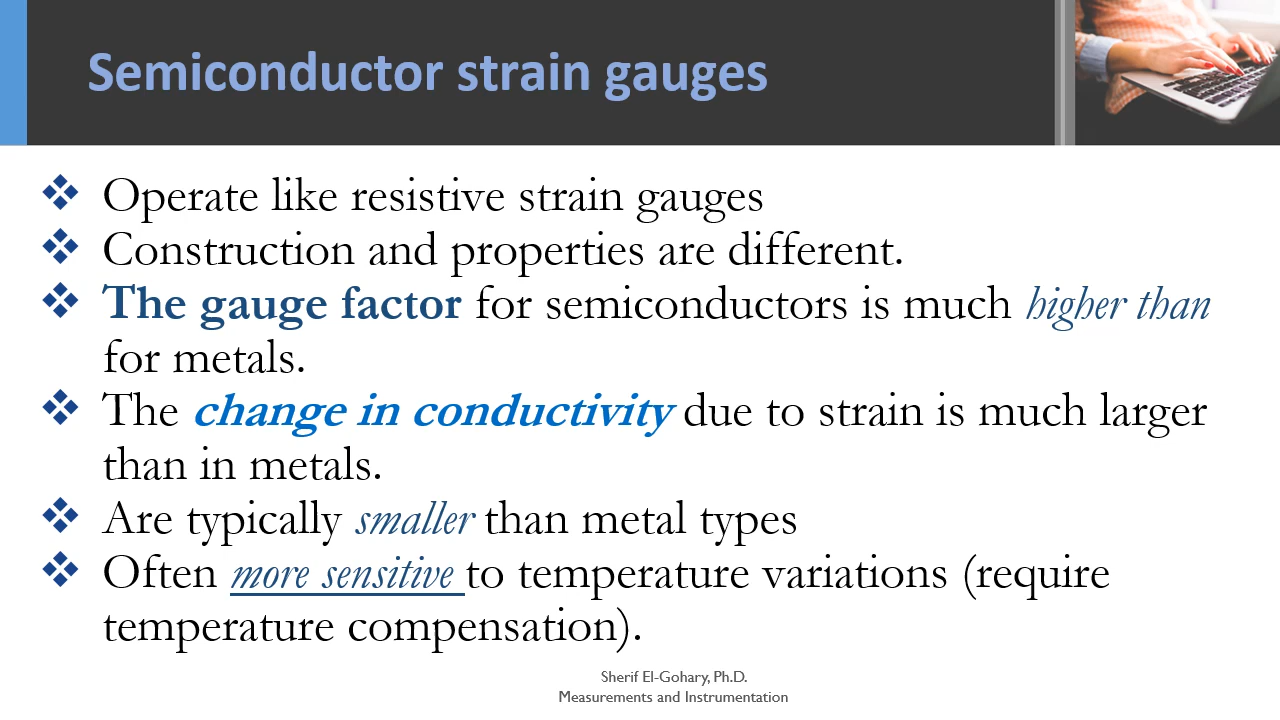 Semiconductor strain gauges
❖ Operate like resistive strain gauges
❖ Construction and properties are different.
❖ The gauge factor for semiconductors is much higher than
for metals.
❖ The change in conductivity due to strain is much larger
than in metals.
❖ Are typically smaller than metal types
❖ Often more sensitive to temperature variations (require
temperature compensation).
Sherif El-Gohary, Ph.D.
Measurements and Instrumentation